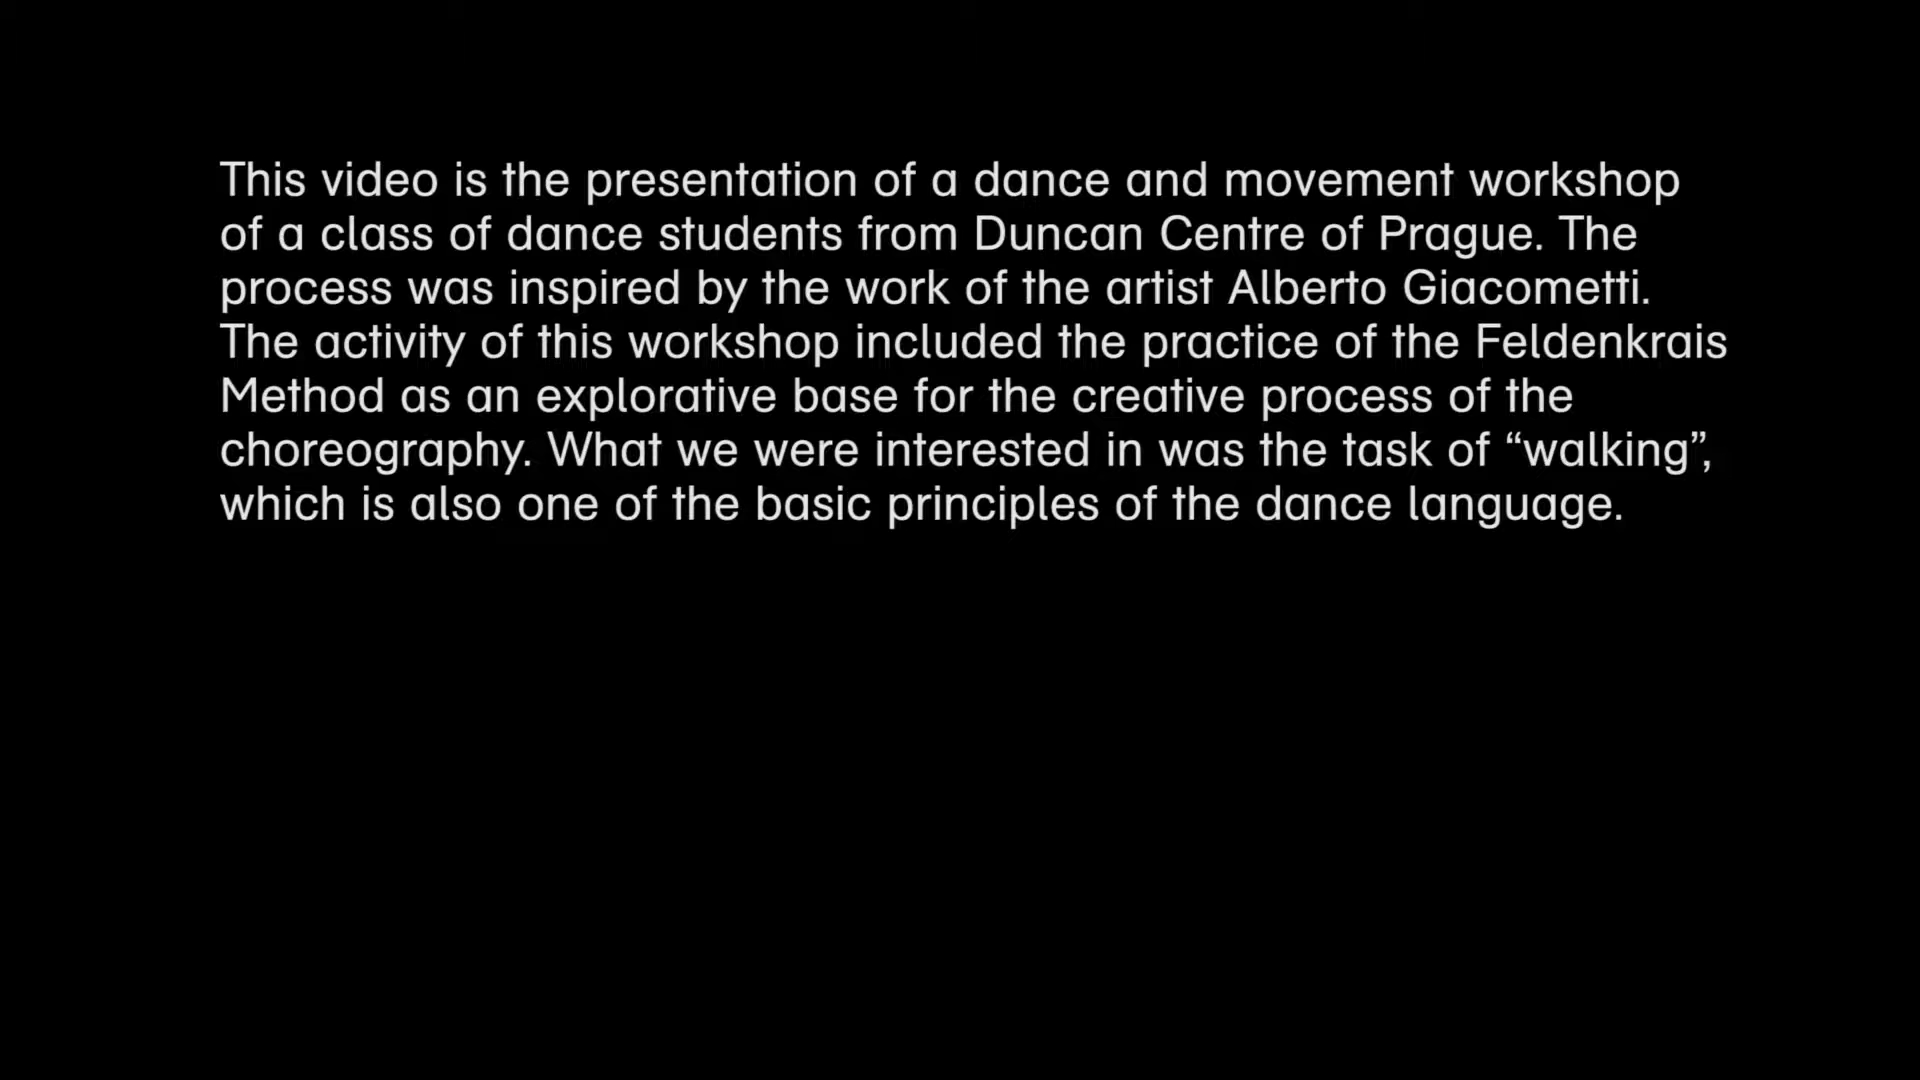 This video is the presentation of a dance and movement workshop
of a class of dance students from Duncan Centre of Prague. The
process was inspired by the work of the artist Alberto Giacometti.
The activity of this workshop included the practice of the Feldenkrais
Method as an explorative base for the creative process of the
choreography. What we were interested in was the task of “walking”,
which is also one of the basic principles of the dance language.